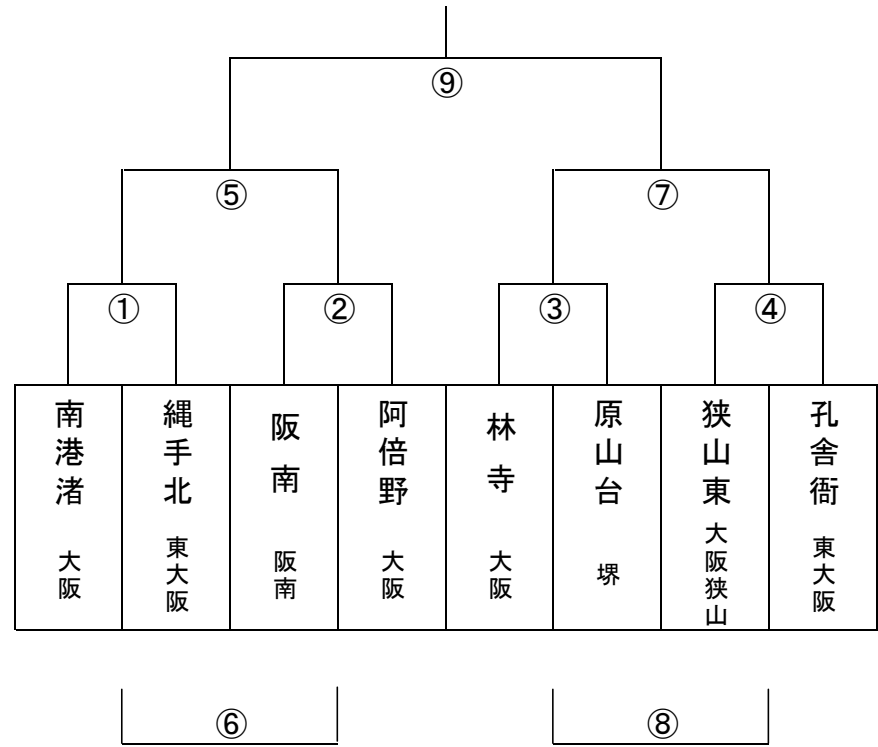 ⑨
⑤
⑦
①
②
③
④
南港渚
大阪
縄手北
東大阪
阪南
阪南
阿倍野
大阪
林寺
大阪
原山台
堺
狭山東
大阪狭山
孔舎衙
東大阪
⑥
⑧